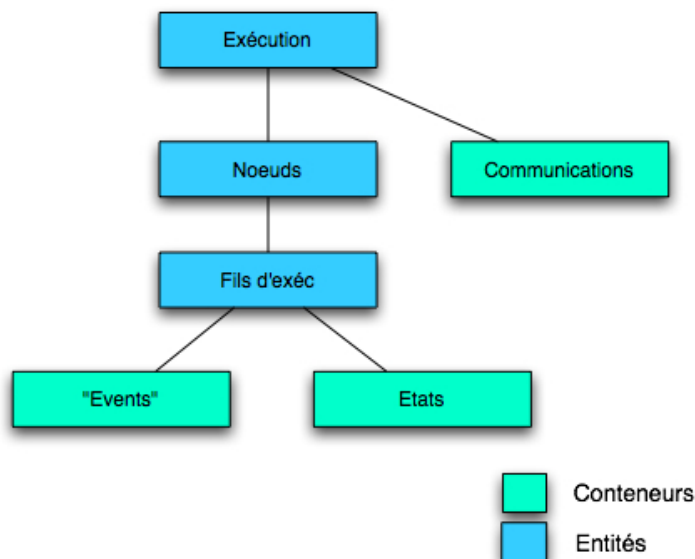 Exécution
Noeuds
Communications
Fils d'exéc
"Events"
Etats
Conteneurs
Entités